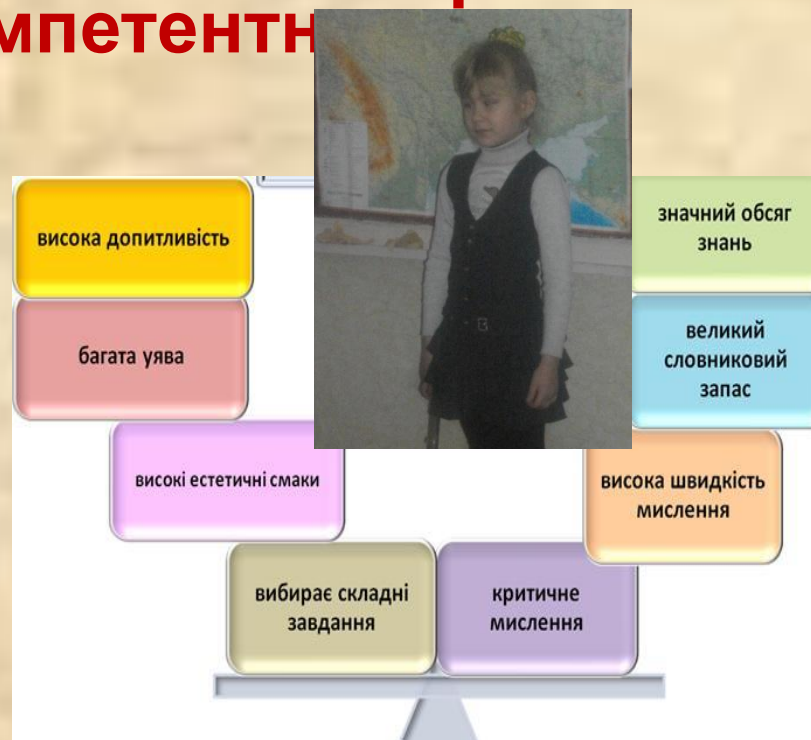 висока допитливість
значний обсяг
знань
багата уява
великий
словниковий
запас
високі естетичні смаки
висока швидкість
мислення
вибирає складні
завдання
критичне
мислення